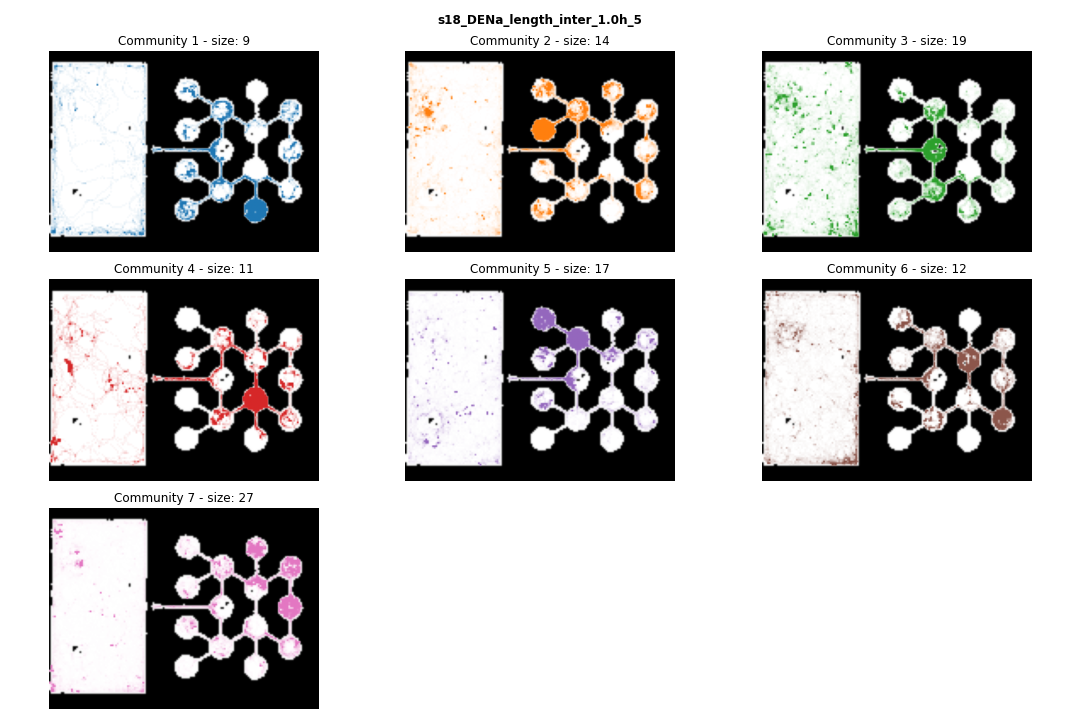 s18_DENa_length_inter_1.0h_5
Community 1 - size: 9
Community 2 - size: 14
Community 3 - size: 19
Community 4 - size: 11
Community 5 - size: 17
Community 6 - size: 12
Community 7 - size: 27